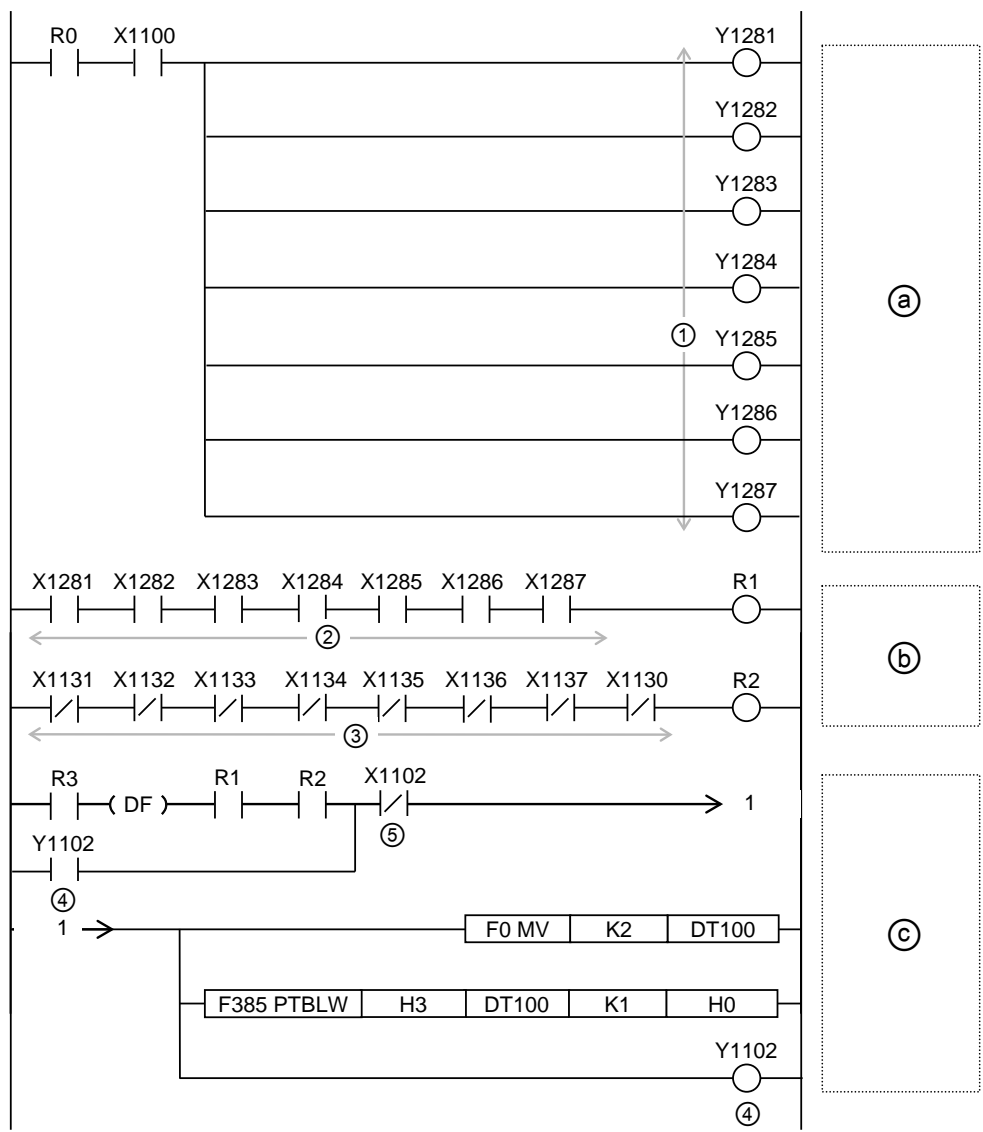 R0 X1100 Y1281
Y1282
Y1283
Y1284
ⓐ
① Y1285
Y1286
Y1287
X1281 X1282 X1283 X1284 X1285 X1286 X1287 R1
②
ⓑ
X1131 X1132 X1133 X1134 X1135 X1136 X1137 X1130 R2
③
R3 R1 R2 X1102
( DF ) 1
⑤
Y1102
④
1 F0 MV K2 DT100
ⓒ
F385 PTBLW H3 DT100 K1 H0
Y1102
④